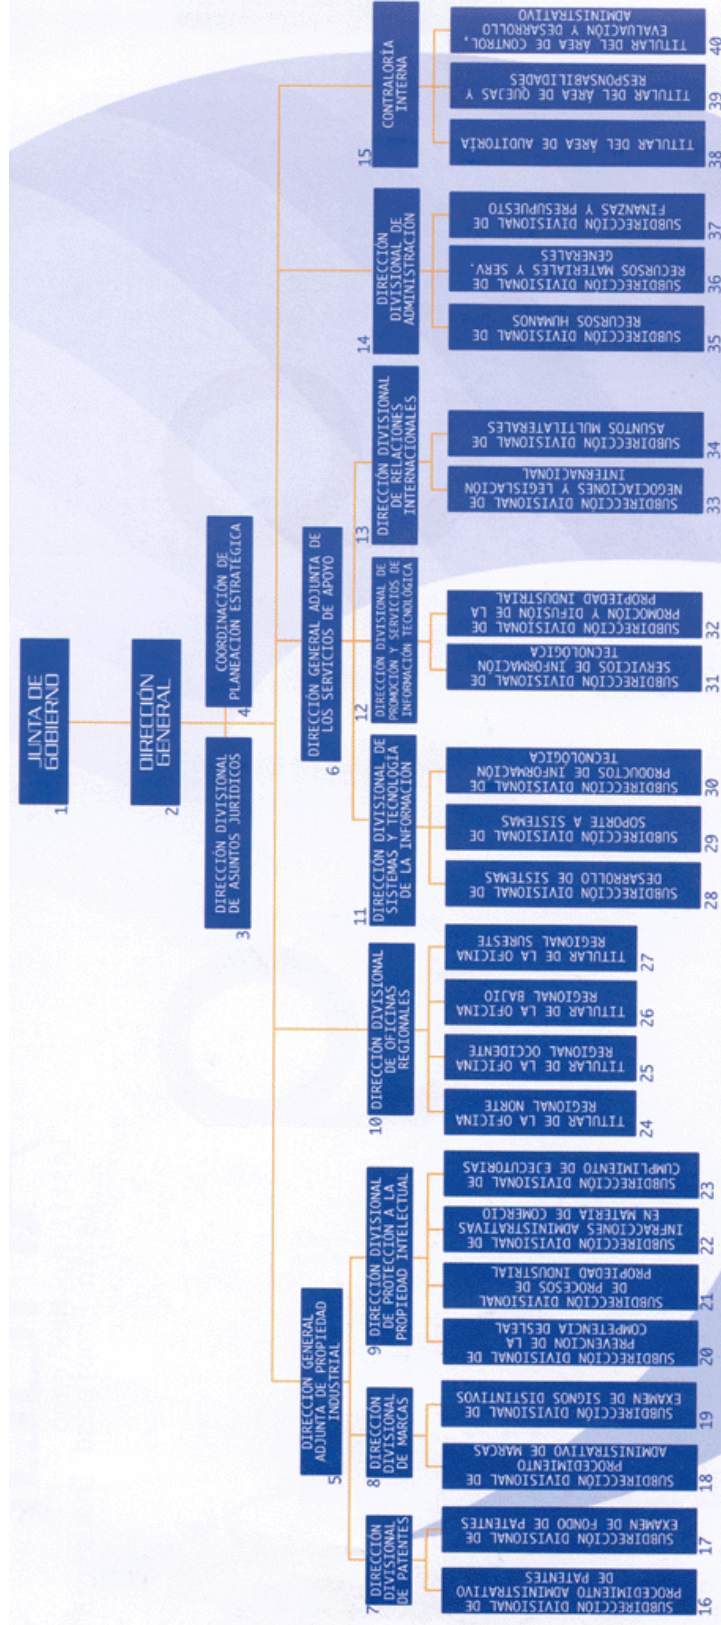 JUNTA DE
GOBIERNO
1
DIRECCIÓN
GENERAL
2
DIRECCIÓN DIVISIONAL
DE ASUNTOS JURÍDICOS
3
COORDINACIÓN DE
PLANEACIÓN ESTRATÉGICA
4
DIRECCIÓN GENERAL
ADJUNTA DE PROPIEDAD
INDUSTRIAL
5
DIRECCIÓN GENERAL ADJUNTA DE
LOS SERVICIOS DE APOYO
6
DIRECCIÓN
DIVISIONAL
DE PATENTES
7
DIRECCIÓN
DIVISIONAL
DE MARCAS
8
DIRECCIÓN DIVISIONAL
DE PROTECCIÓN A LA
PROPIEDAD INTELECTUAL
9
DIRECCIÓN DIVISIONAL
DE OFICINAS
REGIONALES
10
DIRECCIÓN DIVISIONAL DE
SISTEMAS Y TECNOLOGÍA
DE LA INFORMACIÓN
11
DIRECCIÓN DIVISIONAL DE
PROMOCIÓN Y SERVICIOS DE
INFORMACIÓN TECNOLÓGICA
12
DIRECCIÓN DIVISIONAL
DE RELACIONES
INTERNACIONALES
13
DIRECCIÓN
DIVISIONAL DE
ADMINISTRACIÓN
14
CONTRALORÍA
INTERNA
15
SUBDIRECCIÓN DIVISIONAL DE
PROCEDIMIENTO ADMINISTRATIVO
DE PATENTES
16
SUBDIRECCIÓN DIVISIONAL DE
EXAMEN DE FONDO DE PATENTES
17
SUBDIRECCIÓN DIVISIONAL DE
PROCEDIMIENTO
ADMINISTRATIVO DE MARCAS
18
SUBDIRECCIÓN DIVISIONAL DE
EXAMEN DE SIGNOS DISTINTIVOS
19
SUBDIRECCIÓN DIVISIONAL DE
PREVENCIÓN DE LA
COMPETENCIA DESLEAL
20
SUBDIRECCIÓN DIVISIONAL
DE PROCESOS DE
PROPIEDAD INDUSTRIAL
21
SUBDIRECCIÓN DIVISIONAL DE
INFRACCIONES ADMINISTRATIVAS
EN MATERIA DE COMERCIO
22
SUBDIRECCIÓN DIVISIONAL DE
CUMPLIMIENTO DE EJECUTORIAS
23
TITULAR DE LA OFICINA
REGIONAL NORTE
24
TITULAR DE LA OFICINA
REGIONAL OCCIDENTE
25
TITULAR DE LA OFICINA
REGIONAL BAJIO
26
TITULAR DE LA OFICINA
REGIONAL SURESTE
27
SUBDIRECCIÓN DIVISIONAL DE
DESARROLLO DE SISTEMAS
28
SUBDIRECCIÓN DIVISIONAL DE
SOPORTE A SISTEMAS
29
SUBDIRECCIÓN DIVISIONAL DE
PRODUCTOS DE INFORMACIÓN
TECNOLÓGICA
30
SUBDIRECCIÓN DIVISIONAL DE
SERVICIOS DE INFORMACIÓN
TECNOLÓGICA
31
SUBDIRECCIÓN DIVISIONAL DE
PROMOCIÓN Y DIFUSIÓN DE LA
PROPIEDAD INDUSTRIAL
32
SUBDIRECCIÓN DIVISIONAL DE
NEGOCIACIONES Y LEGISLACIÓN
INTERNACIONAL
33
SUBDIRECCIÓN DIVISIONAL DE
ASUNTOS MULTILATERALES
34
SUBDIRECCIÓN DIVISIONAL DE
RECURSOS HUMANOS
35
SUBDIRECCIÓN DIVISIONAL DE
RECURSOS MATERIALES Y SERV.
GENERALES
36
SUBDIRECCIÓN DIVISIONAL DE
FINANZAS Y PRESUPUESTO
37
TITULAR DEL ÁREA DE AUDITORÍA
38
TITULAR DEL ÁREA DE QUEJAS Y
RESPONSABILIDADES
39
TITULAR DEL ÁREA DE CONTROL,
EVALUACIÓN Y DESARROLLO
ADMINISTRATIVO
40